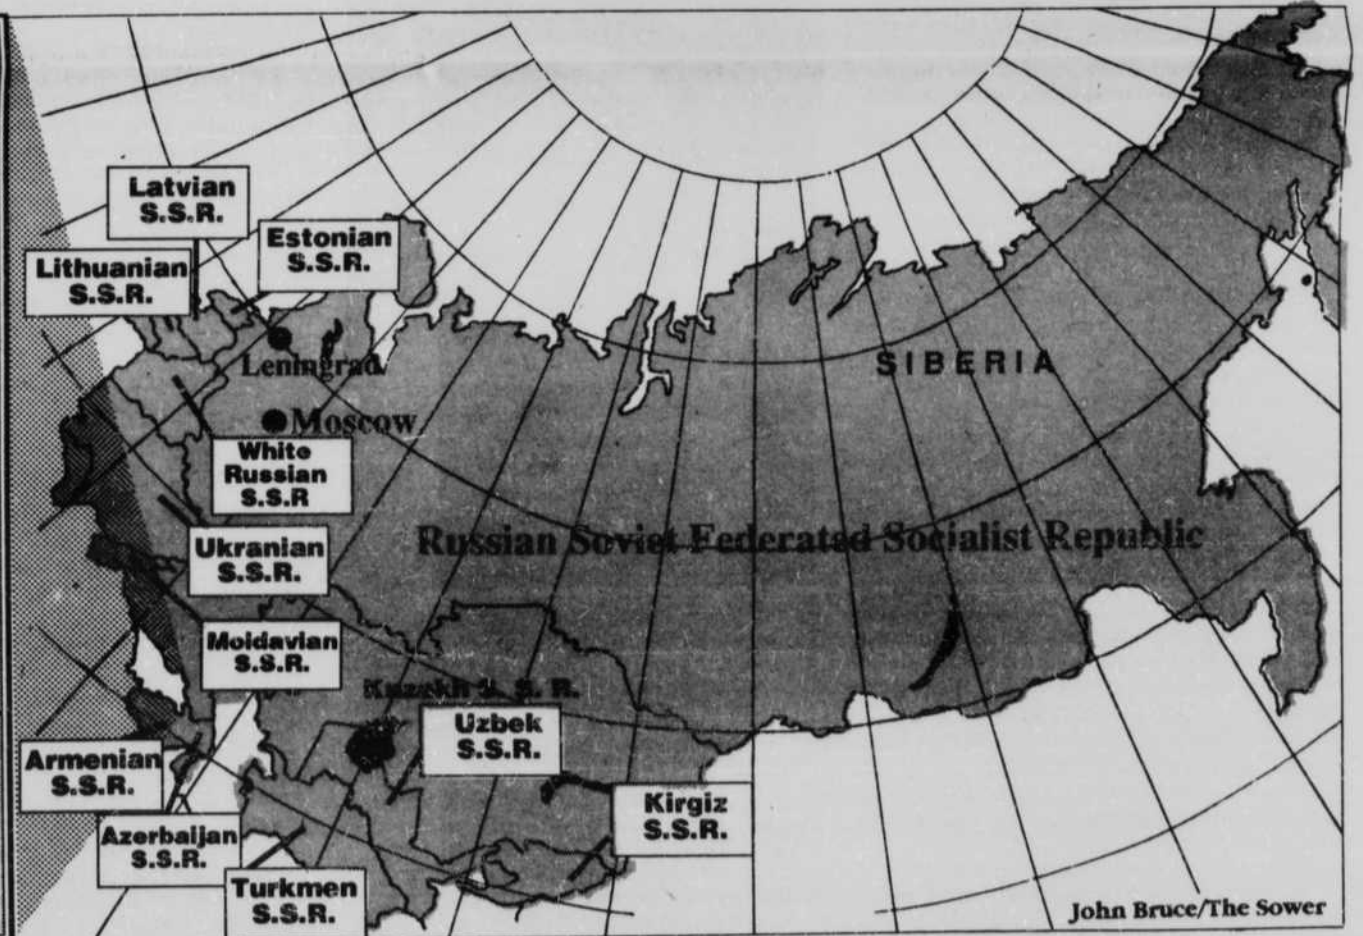 Latvian
S.S.R.
Estonian
S.S.R.
Lithuanian
S.S.R.
Leningrad
SIBERIA
Moscow
White
Russian
S.S.R
Russian Soviet Federated Socialist Republic
Ukranian
S.S.R.
Moldavian
S.S.R.
Kazakh S. S. R.
Uzbek
S.S.R.
Armenian
S.S.R.
Kirgiz
S.S.R.
Azerbaijan
S.S.R.
Turkmen
S.S.R.
John Bruce/The Sower